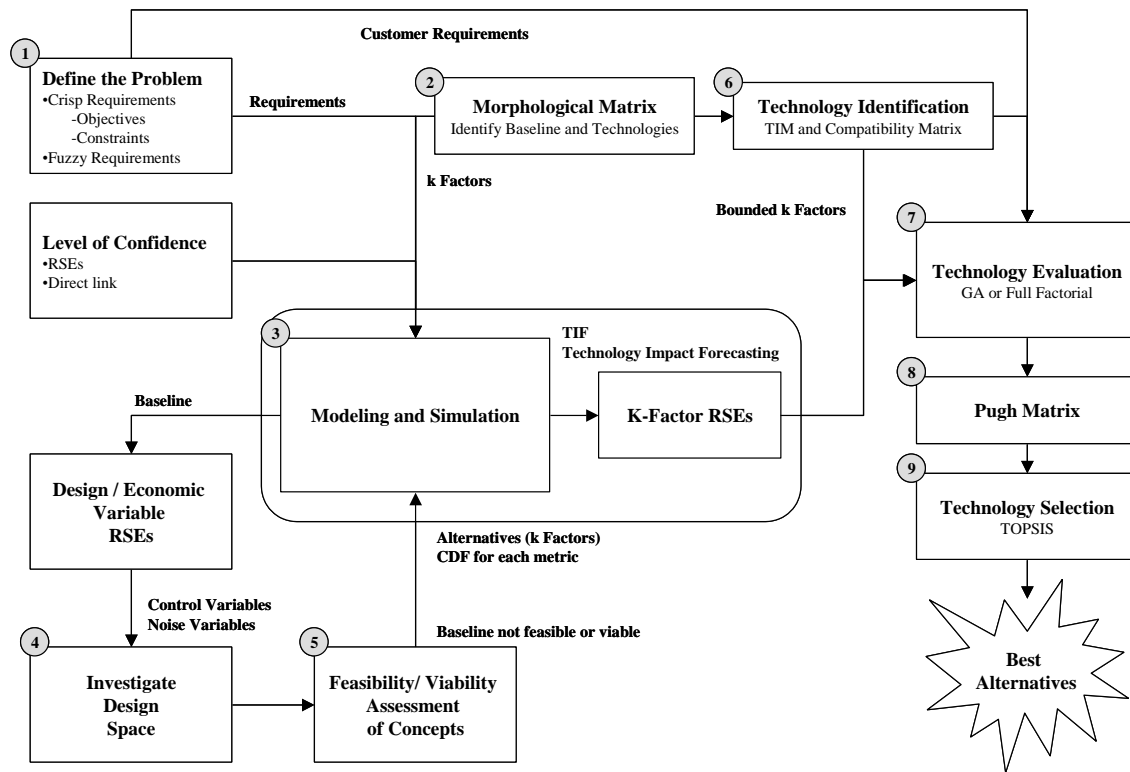 Customer Requirements
1
Define the Problem
•Crisp Requirements
-Objectives
-Constraints
•Fuzzy Requirements
Requirements
2
Morphological Matrix
Identify Baseline and Technologies
6
Technology Identification
TIM and Compatibility Matrix
k Factors
Bounded k Factors
Level of Confidence
•RSEs
•Direct link
7
Technology Evaluation
GA or Full Factorial
3
TIF
Technology Impact Forecasting
Modeling and Simulation
K-Factor RSEs
8
Pugh Matrix
Baseline
9
Technology Selection
TOPSIS
Design / Economic
Variable
RSEs
Alternatives (k Factors)
CDF for each metric
Control Variables
Noise Variables
Baseline not feasible or viable
4
Investigate
Design
Space
5
Feasibility/ Viability
Assessment
of Concepts
Best
Alternatives